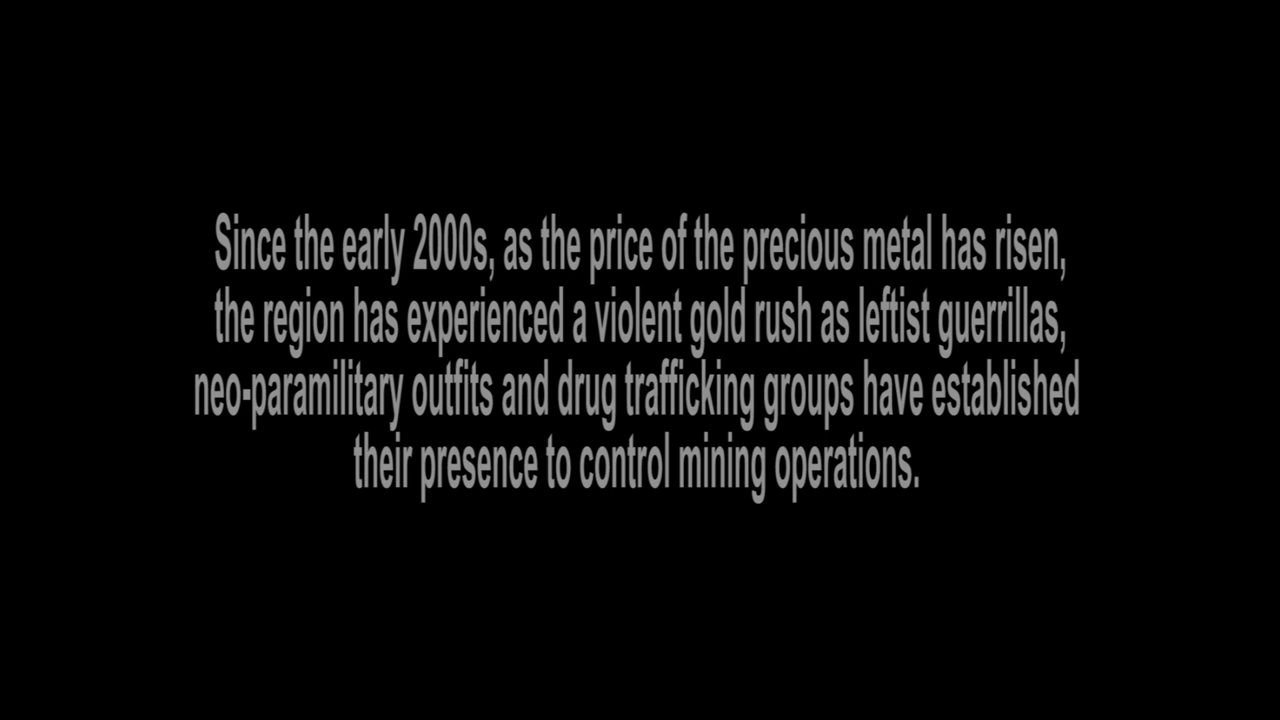 Since the early 2000s, as the price of the precious metal has risen,
the region has experienced a violent gold rush as leftist guerrillas,
neo-paramilitary outfits and drug trafficking groups have established
their presence to control mining operations.